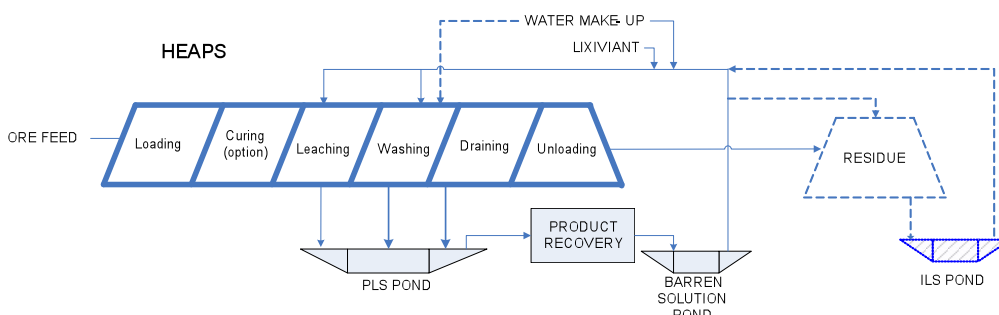 WATER MAKE-UP
LIXIVIANT
HEAPS
ORE FEED
Loading
Curing
(option)
Leaching
Washing
Draining
Unloading
RESIDUE
PRODUCT
RECOVERY
PLS POND
BARREN
SOLUTION
POND
ILS POND